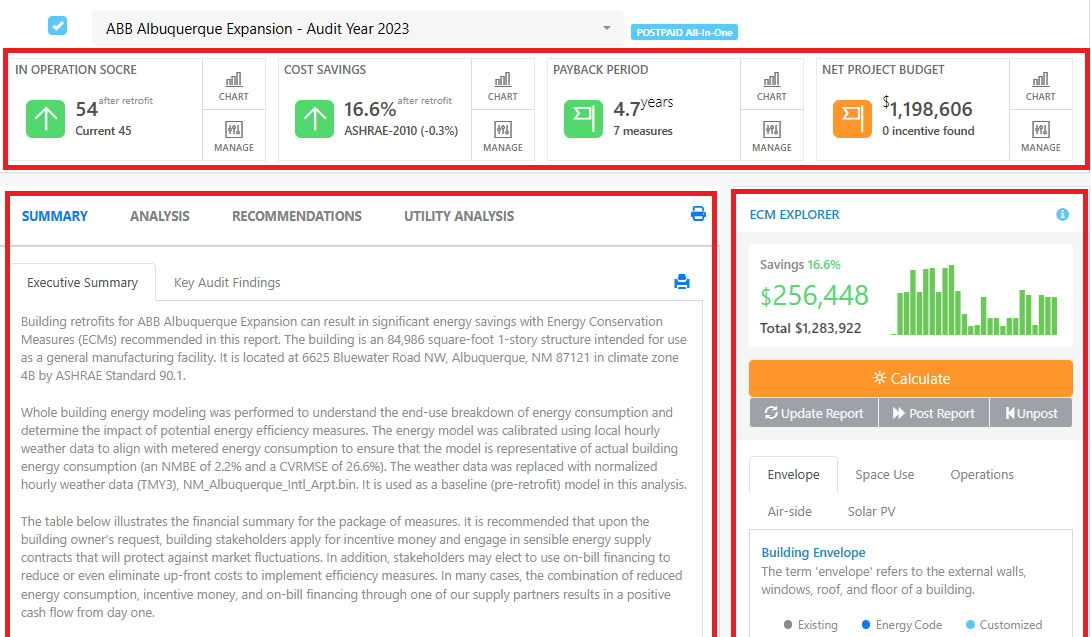 ABB Albuquerque Expansion - Audit Year 2023
POSTPAID All-In-One
IN OPERATION SOCRE
54 after retrofit
Current 45
CHART
MANAGE
COST SAVINGS
16.6% after retrofit
ASHRAE-2010 (-0.3%)
CHART
MANAGE
PAYBACK PERIOD
4.7 years
7 measures
CHART
MANAGE
NET PROJECT BUDGET
$1,198,606
0 incentive found
CHART
MANAGE
SUMMARY ANALYSIS RECOMMENDATIONS UTILITY ANALYSIS
Executive Summary Key Audit Findings
Building retrofits for ABB Albuquerque Expansion can result in significant energy savings with Energy Conservation
Measures (ECMs) recommended in this report. The building is an 84,986 square-foot 1-story structure intended for use
as a general manufacturing facility. It is located at 6625 Bluewater Road NW, Albuquerque, NM 87121 in climate zone
4B by ASHRAE Standard 90.1.
Whole building energy modeling was performed to understand the end-use breakdown of energy consumption and
determine the impact of potential energy efficiency measures. The energy model was calibrated using local hourly
weather data to align with metered energy consumption to ensure that the model is representative of actual building
energy consumption (an NMBE of 2.2% and a CVRMSE of 26.6%). The weather data was replaced with normalized
hourly weather data (TMY3), NM_Albuquerque_Intl_Arpt.bin. It is used as a baseline (pre-retrofit) model in this analysis.
The table below illustrates the financial summary for the package of measures. It is recommended that upon the
building owner's request, building stakeholders apply for incentive money and engage in sensible energy supply
contracts that will protect against market fluctuations. In addition, stakeholders may elect to use on-bill financing to
reduce or even eliminate up-front costs to implement efficiency measures. In many cases, the combination of reduced
energy consumption, incentive money, and on-bill financing through one of our supply partners results in a positive
cash flow from day one.
ECM EXPLORER
Savings 16.6%
$256,448
Total $1,283,922
Calculate
Update Report Post Report Unpost
Envelope Space Use Operations
Air-side Solar PV
Building Envelope
The term 'envelope' refers to the external walls,
windows, roof, and floor of a building.
Existing Energy Code Customized